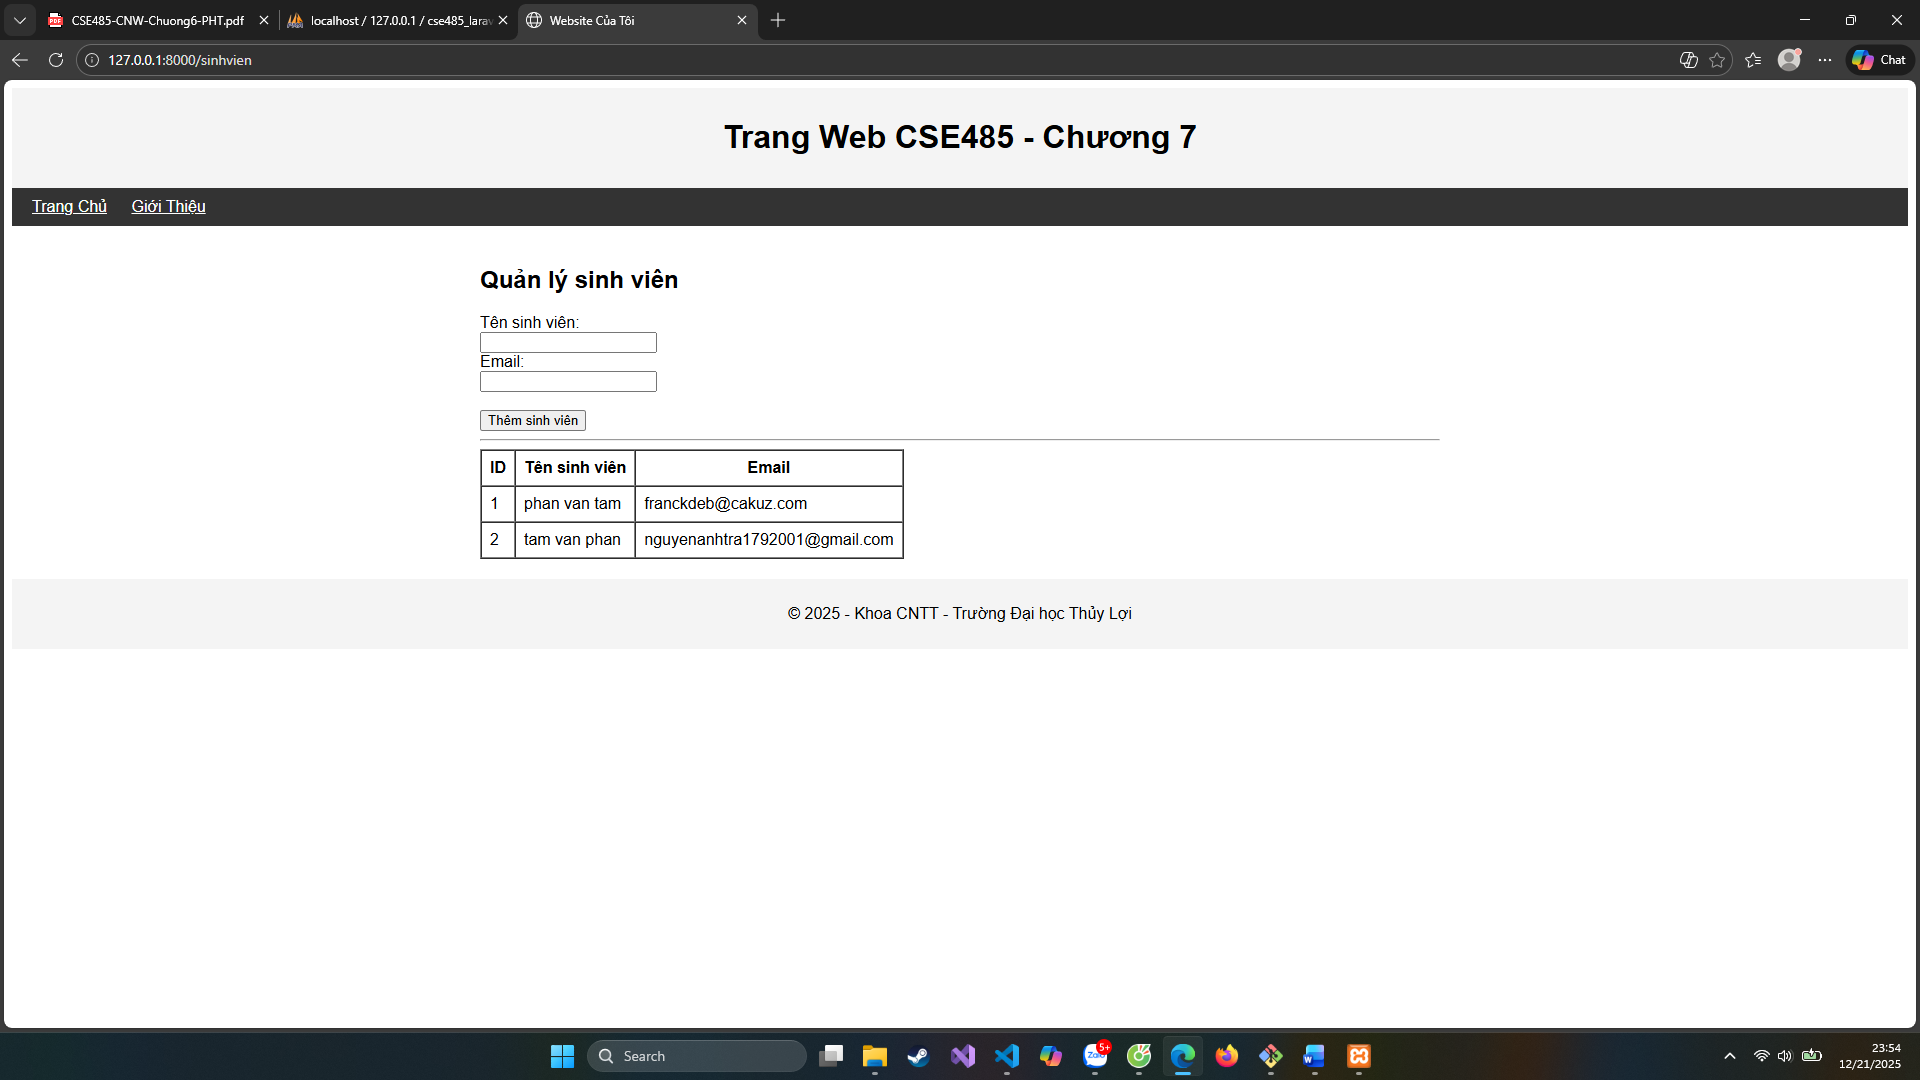 CSE485-CNW-Chuong6-PHT.pdf
localhost / 127.0.0.1 / cse485_larav
Website Của Tôi
127.0.0.1:8000/sinhvien
Chat
Trang Web CSE485 - Chương 7
Trang Chủ Giới Thiệu
Quản lý sinh viên
Tên sinh viên:
Email:
Thêm sinh viên
ID Tên sinh viên Email
1 phan van tam franckdeb@cakuz.com
2 tam van phan nguyenanhtra1792001@gmail.com
© 2025 - Khoa CNTT - Trường Đại học Thủy Lợi
Search
Zalo
5+
23:54
12/21/2025